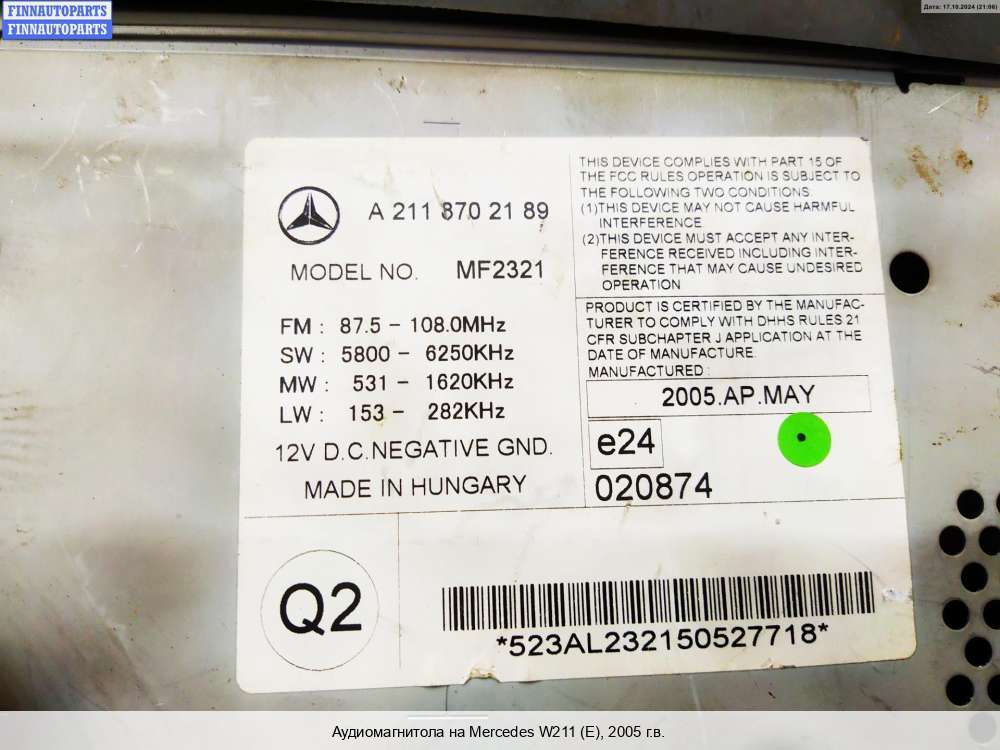 FINNAUTOPARTS
FINNAUTOPARTS
Дата: 17.10.2024 (21:06)
A 211 870 2189
MODEL NO. MF2321
FM : 87.5 – 108.0MHz
SW : 5800 – 6250KHz
MW : 531 – 1620KHz
LW : 153 – 282KHz
12V D.C.NEGATIVE GND.
MADE IN HUNGARY
THIS DEVICE COMPLIES WITH PART 15 OF
THE FCC RULES OPERATION IS SUBJECT TO
THE FOLLOWING TWO CONDITIONS
(1)THIS DEVICE MAY NOT CAUSE HARMFUL
INTERFERENCE
(2)THIS DEVICE MUST ACCEPT ANY INTER-
FERENCE RECEIVED INCLUDING INTER-
FERENCE THAT MAY CAUSE UNDESIRED
OPERATION
PRODUCT IS CERTIFIED BY THE MANUFAC-
TURER TO COMPLY WITH DHHS RULES 21
CFR SUBCHAPTER J APPLICATION AT THE
DATE OF MANUFACTURE.
MANUFACTURED :
2005.AP.MAY
e24
020874
Q2
*523AL232150527718*
Аудиомагнитола на Mercedes W211 (E), 2005 г.в.